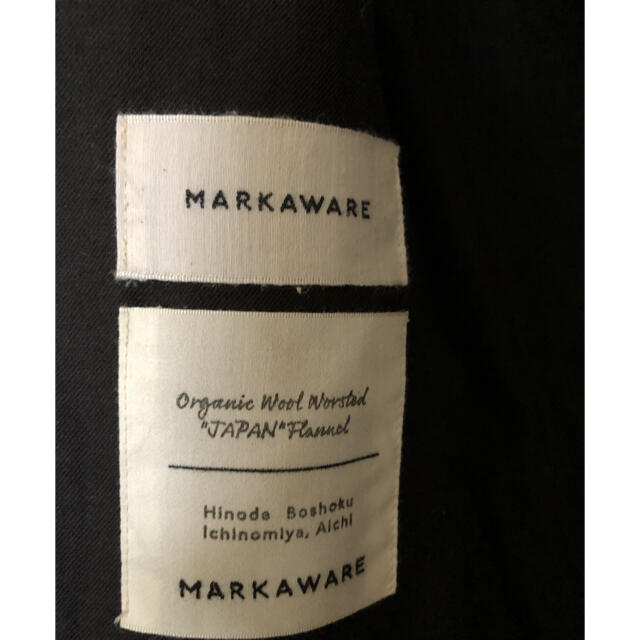 MARKAWARE
Organic Wool Worsted
"JAPAN" Flannel
Hinode Boshoku
Ichinomiya, Aichi
MARKAWARE